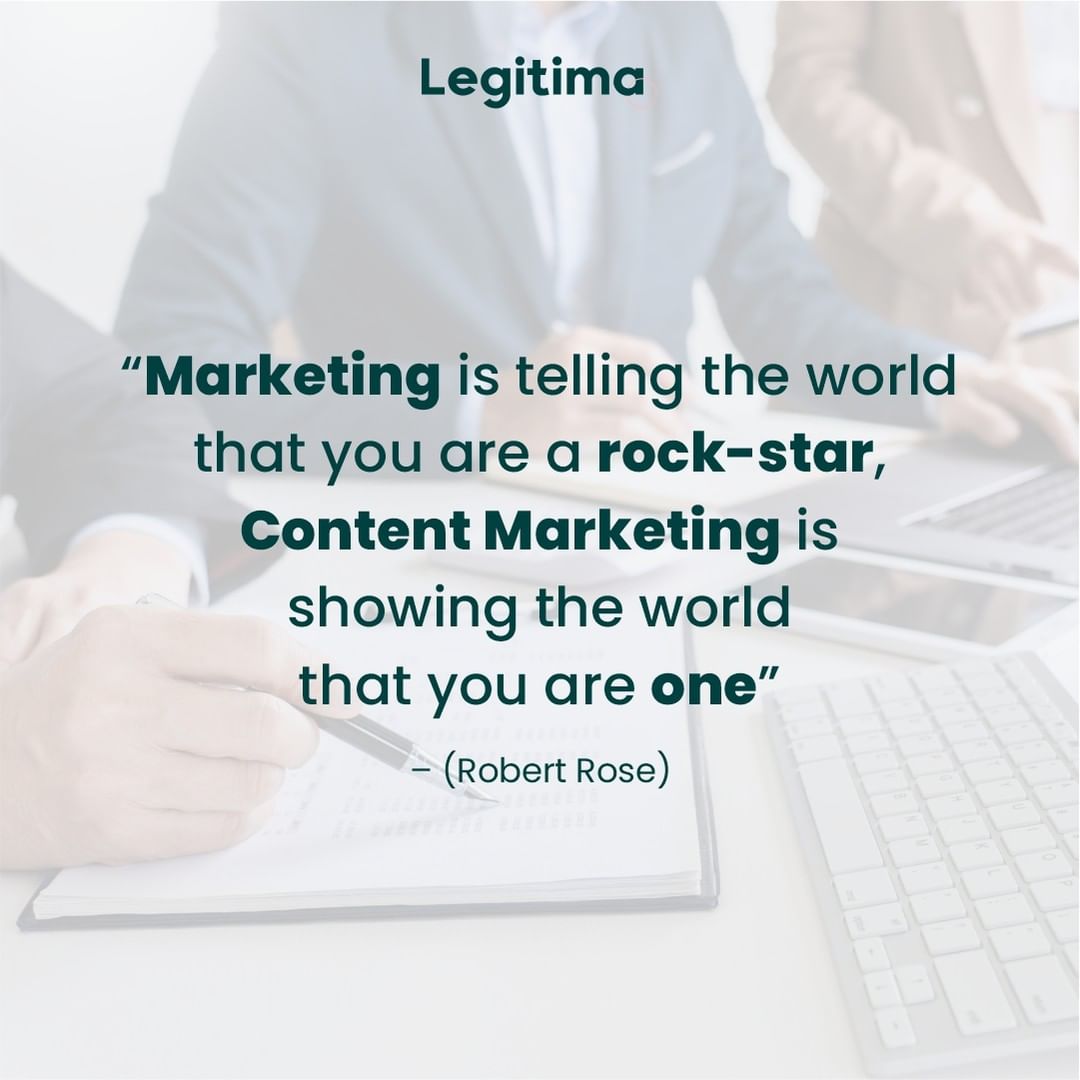 Legitima
“Marketing is telling the world
that you are a rock-star,
Content Marketing is
showing the world
that you are one”
– (Robert Rose)